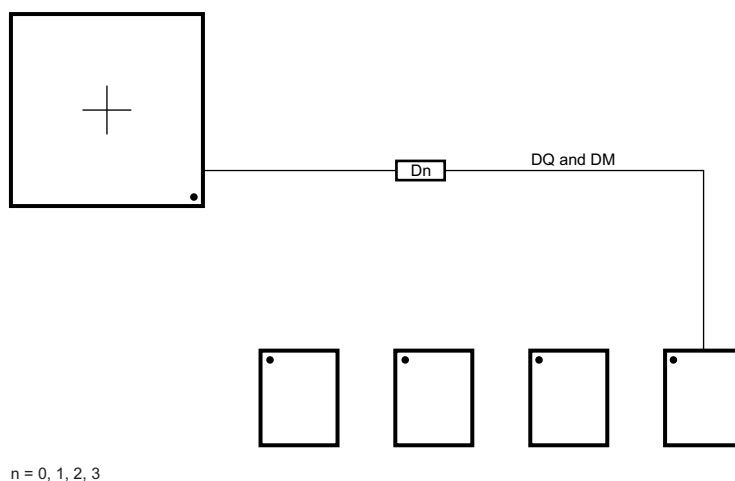 DQ and DM
Dn
n = 0, 1, 2, 3